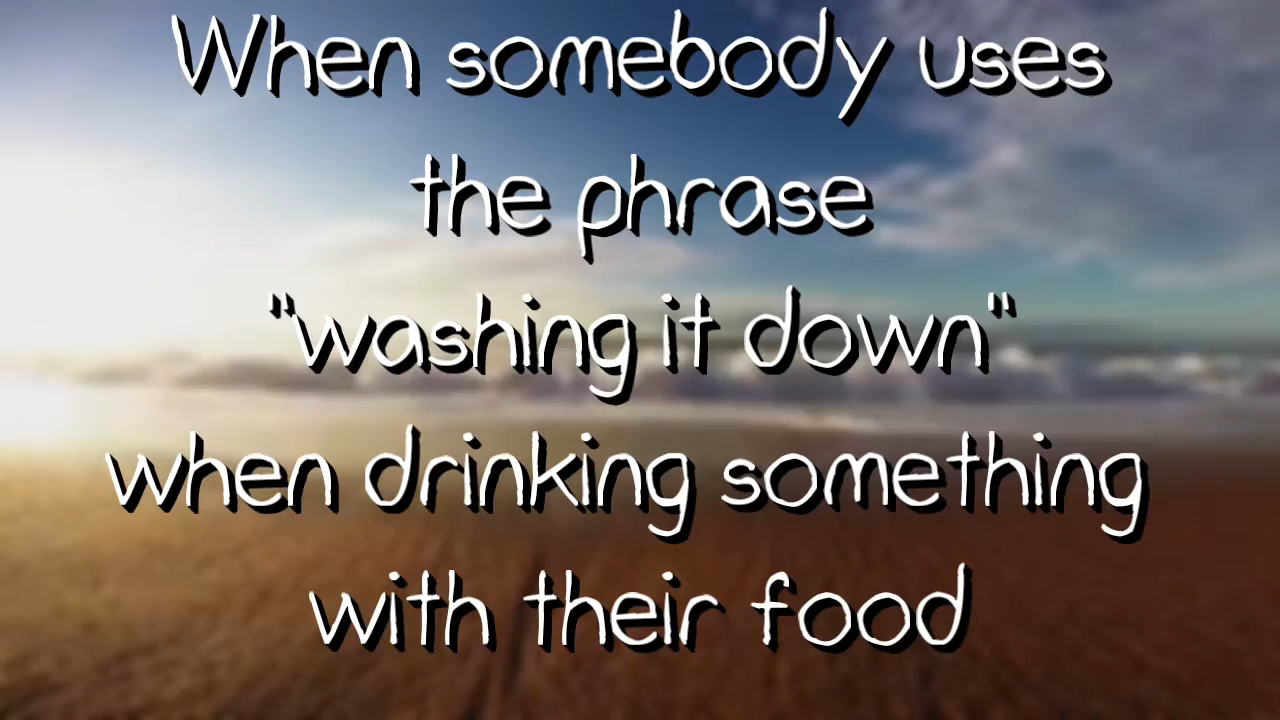 When somebody uses
the phrase
"washing it down"
when drinking something
with their food